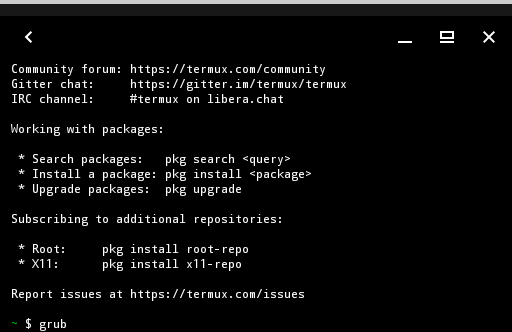 Community forum: https://termux.com/community
Gitter chat:     https://gitter.im/termux/termux
IRC channel:     #termux on libera.chat
Working with packages:
 * Search packages:   pkg search <query>
 * Install a package: pkg install <package>
 * Upgrade packages:  pkg upgrade
Subscribing to additional repositories:
 * Root:     pkg install root-repo
 * X11:      pkg install x11-repo
Report issues at https://termux.com/issues
~ $ grub